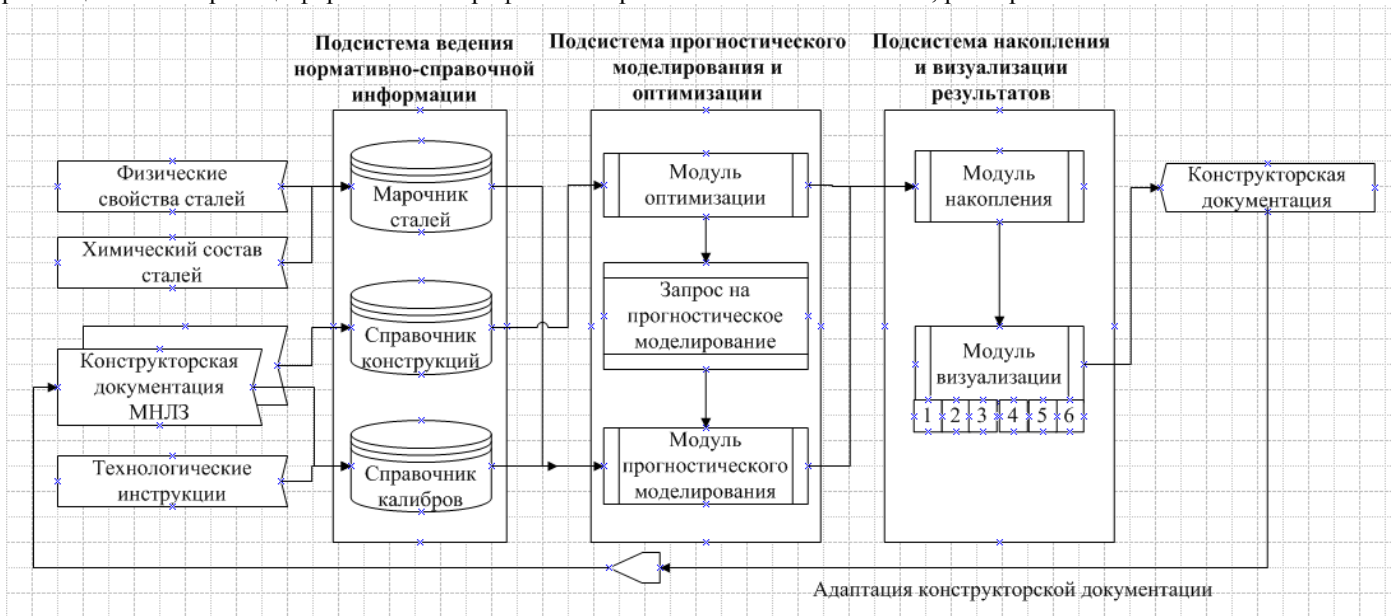 Подсистема ведения
нормативно-справочной
информации
Подсистема прогностического
моделирования и
оптимизации
Подсистема накопления
и визуализации
результатов
Физические
свойства сталей
Химический состав
сталей
Конструкторская
документация
МНЛЗ
Технологические
инструкции
Марочник
сталей
Справочник
конструкций
Справочник
калибров
Модуль
оптимизации
Запрос на
прогностическое
моделирование
Модуль
прогностического
моделирования
Модуль
накопления
Модуль
визуализации
1 2 3 4 5 6
Конструкторская
документация
Адаптация конструкторской документации